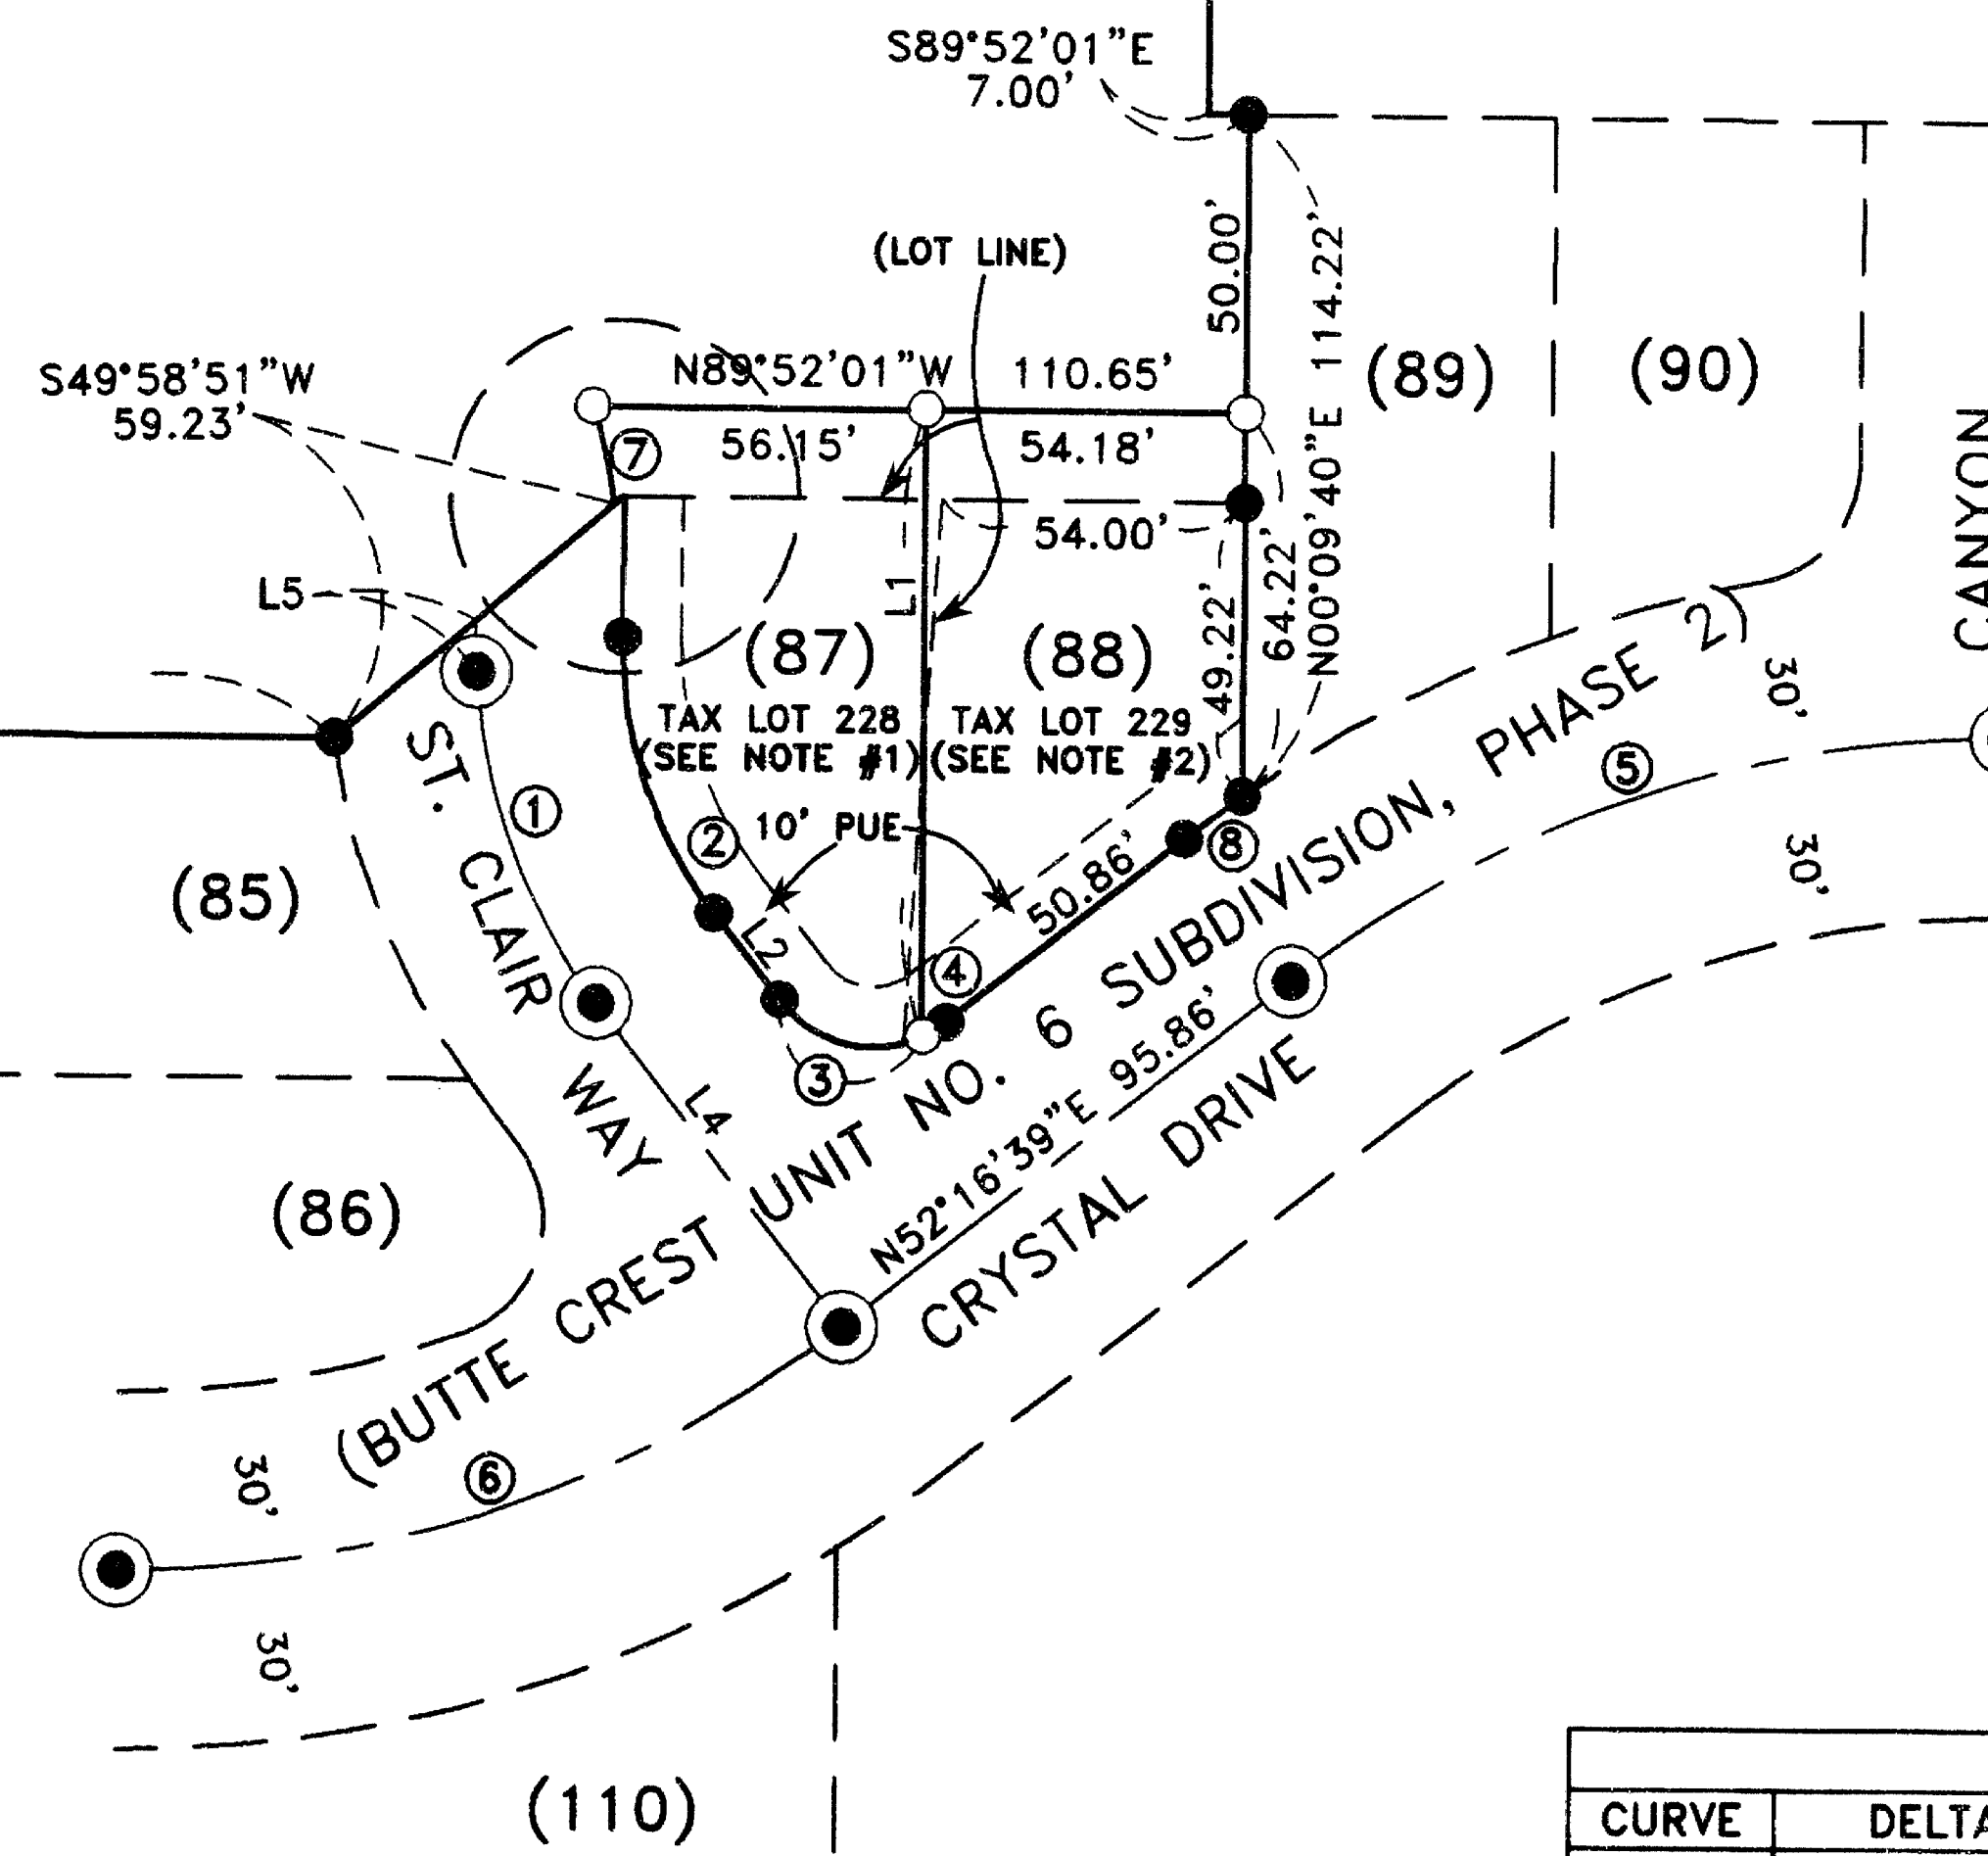 S89°52'01"E
7.00'
(LOT LINE)
50.00'
N00°09'40"E 114.22'
S49°58'51"W
59.23'
N89°52'01"W 110.65'
(89)
(90)
CANYON
⑦
56.15'
54.18'
54.00'
L5
L1
49.22'
64.22'
(87)
(88)
TAX LOT 228
(SEE NOTE #1)
TAX LOT 229
(SEE NOTE #2)
10' PUE
ST. CLAIR WAY
①
②
L2
③
④
50.86'
⑧
⑤
30'
30'
(85)
(86)
L4
(BUTTE CREST UNIT NO. 6 SUBDIVISION, PHASE 2)
N52°16'39"E 95.86'
CRYSTAL DRIVE
⑥
30'
30'
(110)
CURVE
DELTA